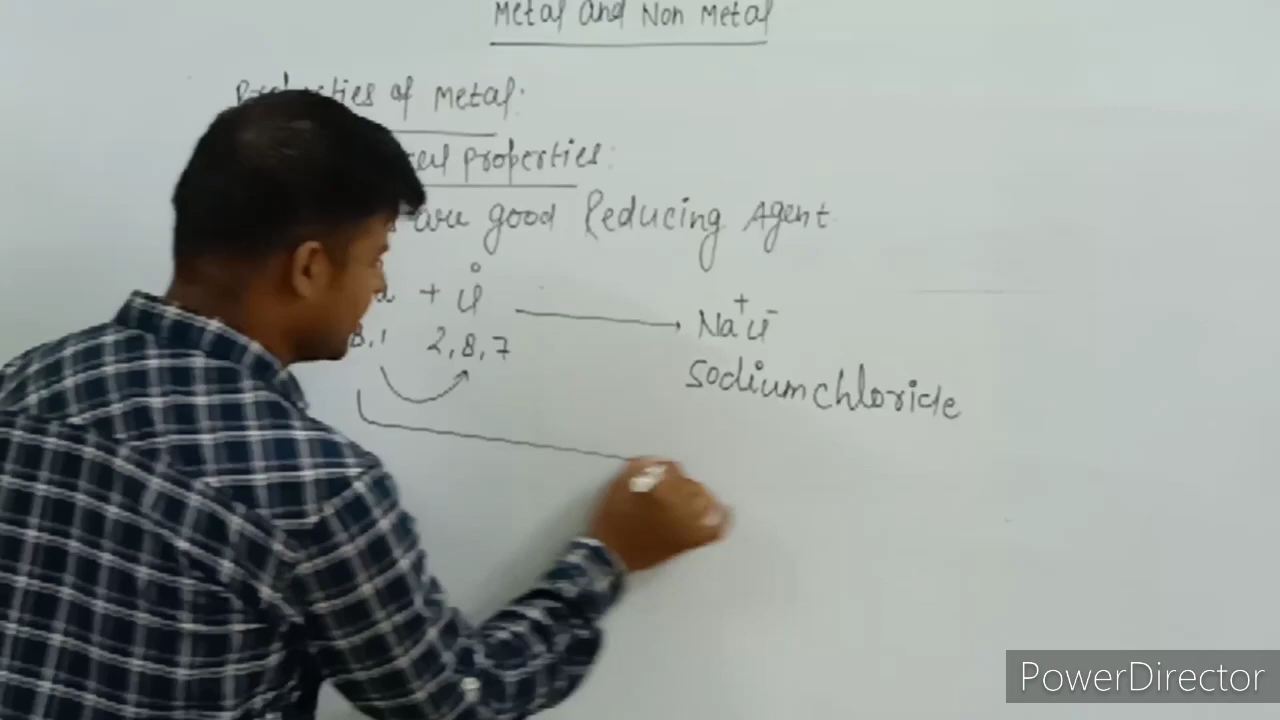 Metal and Non Metal
Properties of Metal:
properties:
are good Reducing Agent
+ Cl°
8,1 2,8,7
Na⁺Cl⁻
Sodium chloride
PowerDirector